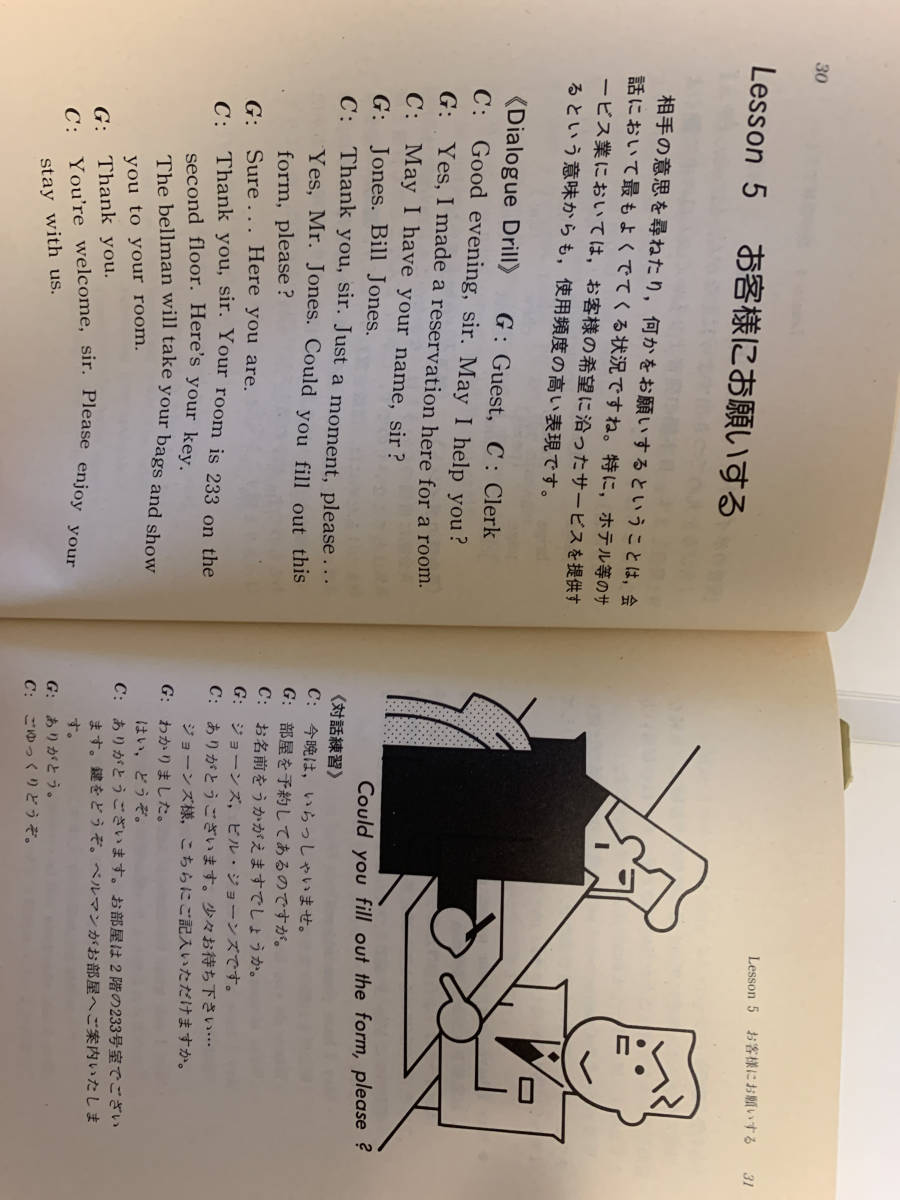 30
Lesson 5 お客様にお願いする
相手の意思を尋ねたり，何かをお願いするということは，会
話において最もよくでてくる状況ですね。特に，ホテル等のサ
ービス業においては，お客様の希望に沿ったサービスを提供す
るという意味からも，使用頻度の高い表現です。
《Dialogue Drill》 G : Guest, C : Clerk
C: Good evening, sir. May I help you?
G: Yes, I made a reservation here for a room.
C: May I have your name, sir?
G: Jones. Bill Jones.
C: Thank you, sir. Just a moment, please...
Yes, Mr. Jones. Could you fill out this
form, please?
G: Sure... Here you are.
C: Thank you, sir. Your room is 233 on the
second floor. Here's your key.
The bellman will take your bags and show
you to your room.
G: Thank you.
C: You're welcome, sir. Please enjoy your
stay with us.
Lesson 5 お客様にお願いする 31
Could you fill out the form, please ?
《対話練習》
C: 今晩は，いらっしゃいませ。
G: 部屋を予約してあるのですが。
C: お名前をうかがえますでしょうか。
G: ジョーンズ，ビル・ジョーンズです。
C: ありがとうございます。少々お待ち下さい…
ジョーンズ様，こちらにご記入いただけますか。
G: わかりました。
はい，どうぞ。
C: ありがとうございます。お部屋は2階の233号室でござい
ます。鍵をどうぞ。ベルマンがお部屋へご案内いたしま
す。
G: ありがとう。
C: ごゆっくりどうぞ。